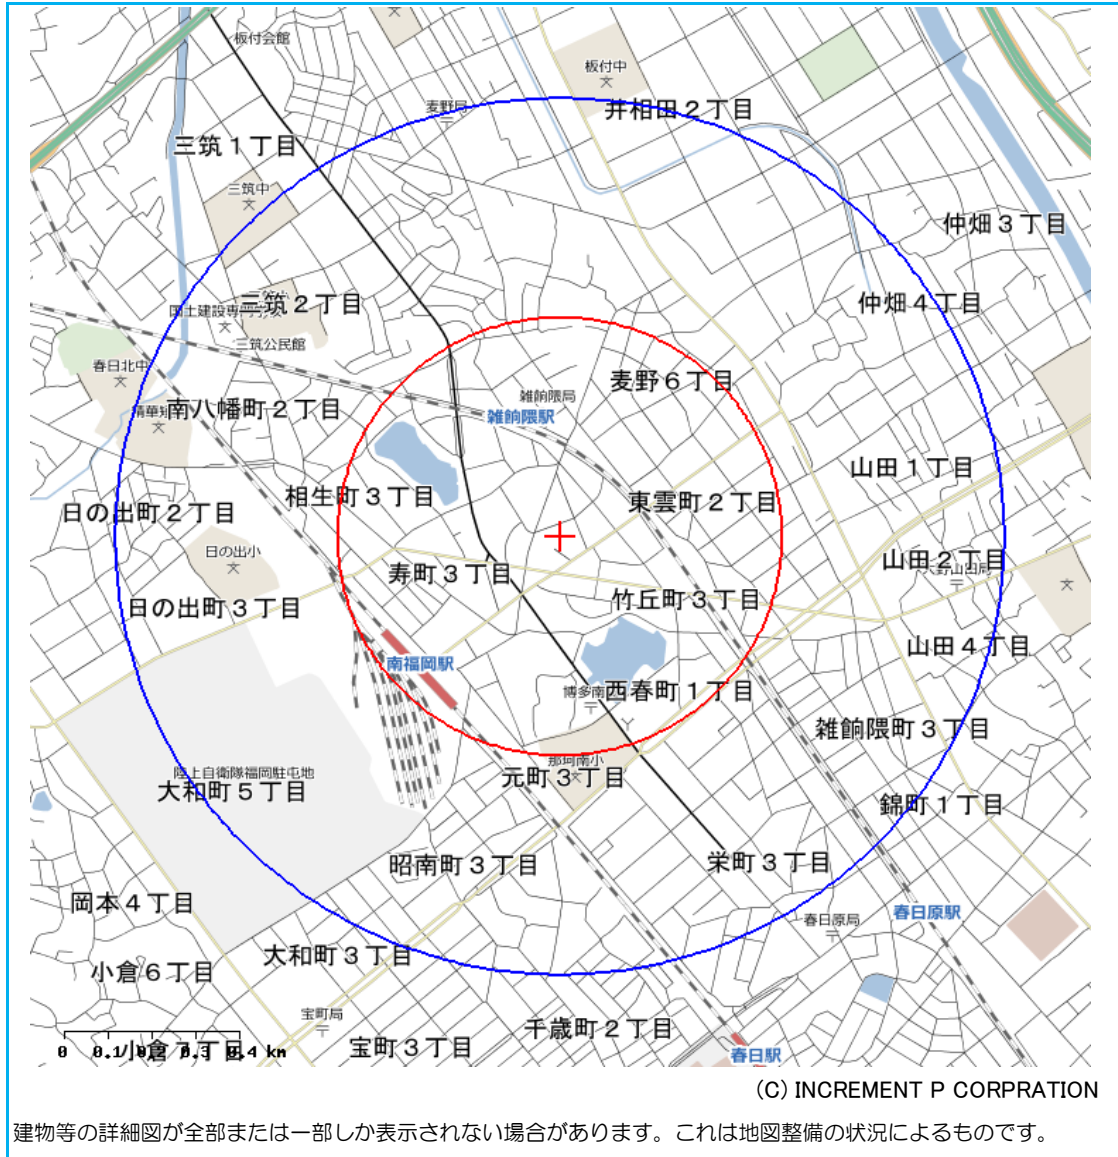 板付会館
板付中
麦野局
井相田２丁目
三筑１丁目
三筑中
仲畑３丁目
三筑２丁目
仲畑４丁目
三筑公民館
春日北中
麦野６丁目
雑餉隈局
南八幡町２丁目
雑餉隈駅
山田１丁目
相生町３丁目
東雲町２丁目
日の出町２丁目
日の出小
山田２丁目
寿町３丁目
竹丘町３丁目
日の出町３丁目
山田４丁目
南福岡駅
西春町１丁目
雑餉隈町３丁目
那珂南小
陸上自衛隊福岡駐屯地
元町３丁目
大和町５丁目
錦町１丁目
昭南町３丁目
栄町３丁目
岡本４丁目
春日原局
春日原駅
大和町３丁目
小倉６丁目
宝町局
千歳町２丁目
宝町３丁目
春日駅
0 0.1 0.2 0.3 0.4 km
(C) INCREMENT P CORPRATION
建物等の詳細図が全部または一部しか表示されない場合があります。これは地図整備の状況によるものです。